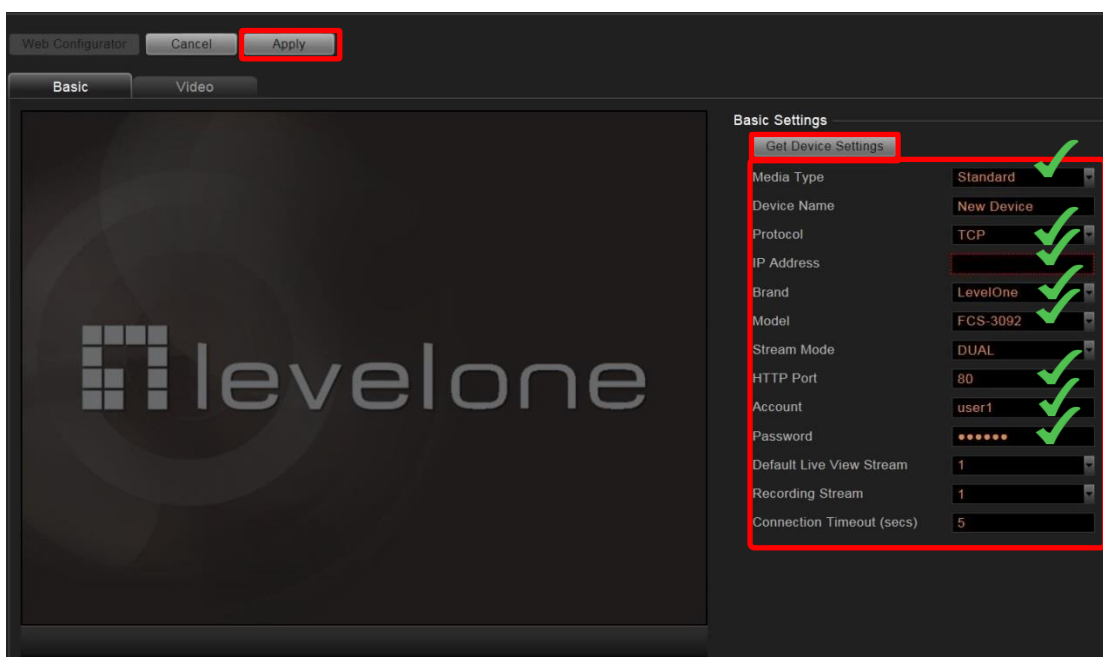 Web Configurator Cancel Apply
Basic Video
levelone
Basic Settings
Get Device Settings
Media Type Standard
Device Name New Device
Protocol TCP
IP Address
Brand LevelOne
Model FCS-3092
Stream Mode DUAL
HTTP Port 80
Account user1
Password ••••••
Default Live View Stream 1
Recording Stream 1
Connection Timeout (secs) 5